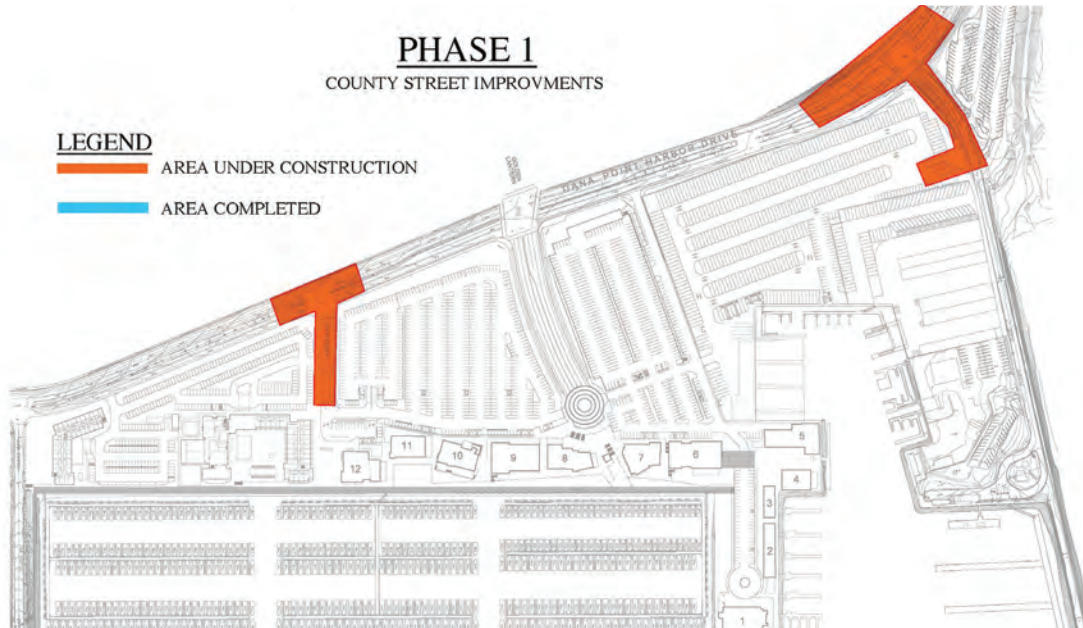 PHASE 1
COUNTY STREET IMPROVMENTS
LEGEND
AREA UNDER CONSTRUCTION
AREA COMPLETED
DANA POINT HARBOR DRIVE
5
11
10
9
8
7
6
12
4
3
2
1